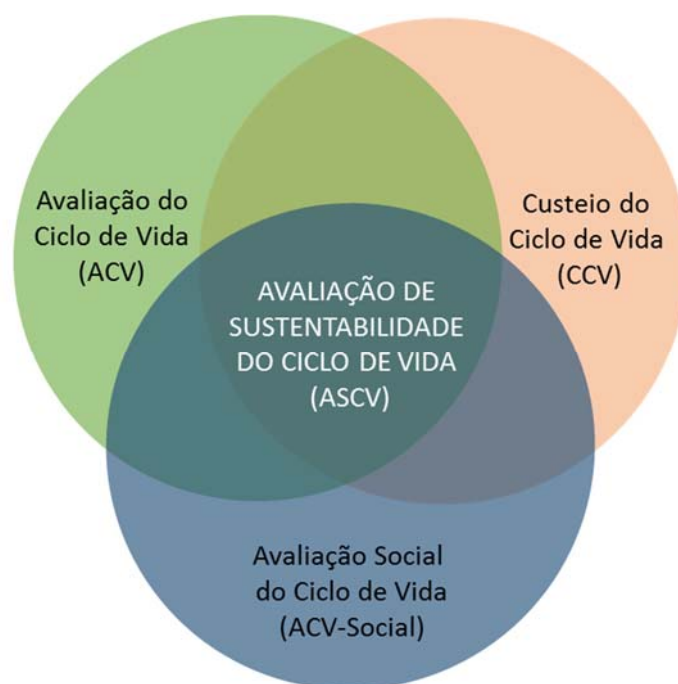 Avaliação do
Ciclo de Vida
(ACV)
Custeio do
Ciclo de Vida
(CCV)
AVALIAÇÃO DE
SUSTENTABILIDADE
DO CICLO DE VIDA
(ASCV)
Avaliação Social
do Ciclo de Vida
(ACV-Social)